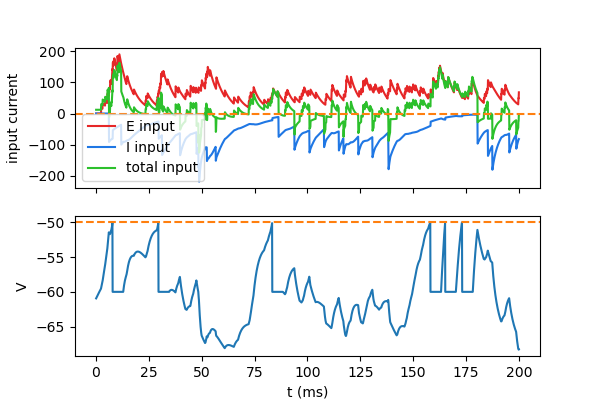 200
100
0
−100
−200
input current
E input
I input
total input
−50
−55
−60
−65
V
0 25 50 75 100 125 150 175 200
t (ms)